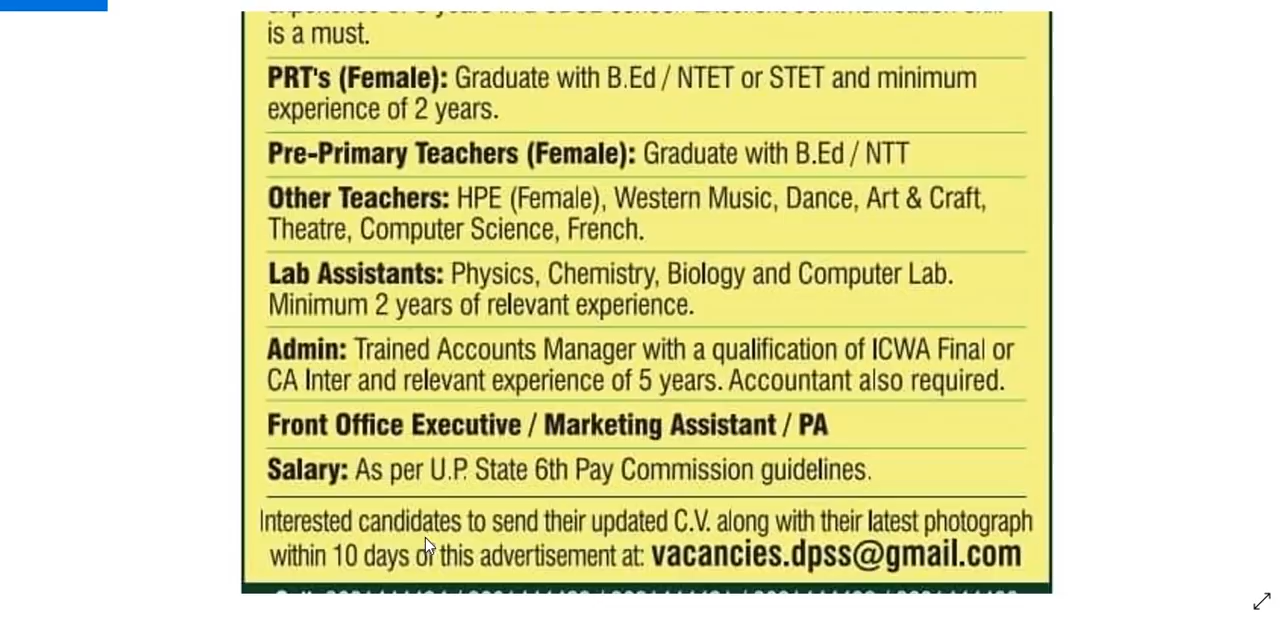 is a must.
PRT's (Female): Graduate with B.Ed / NTET or STET and minimum
experience of 2 years.
Pre-Primary Teachers (Female): Graduate with B.Ed / NTT
Other Teachers: HPE (Female), Western Music, Dance, Art & Craft,
Theatre, Computer Science, French.
Lab Assistants: Physics, Chemistry, Biology and Computer Lab.
Minimum 2 years of relevant experience.
Admin: Trained Accounts Manager with a qualification of ICWA Final or
CA Inter and relevant experience of 5 years. Accountant also required.
Front Office Executive / Marketing Assistant / PA
Salary: As per U.P. State 6th Pay Commission guidelines.
Interested candidates to send their updated C.V. along with their latest photograph
within 10 days of this advertisement at: vacancies.dpss@gmail.com